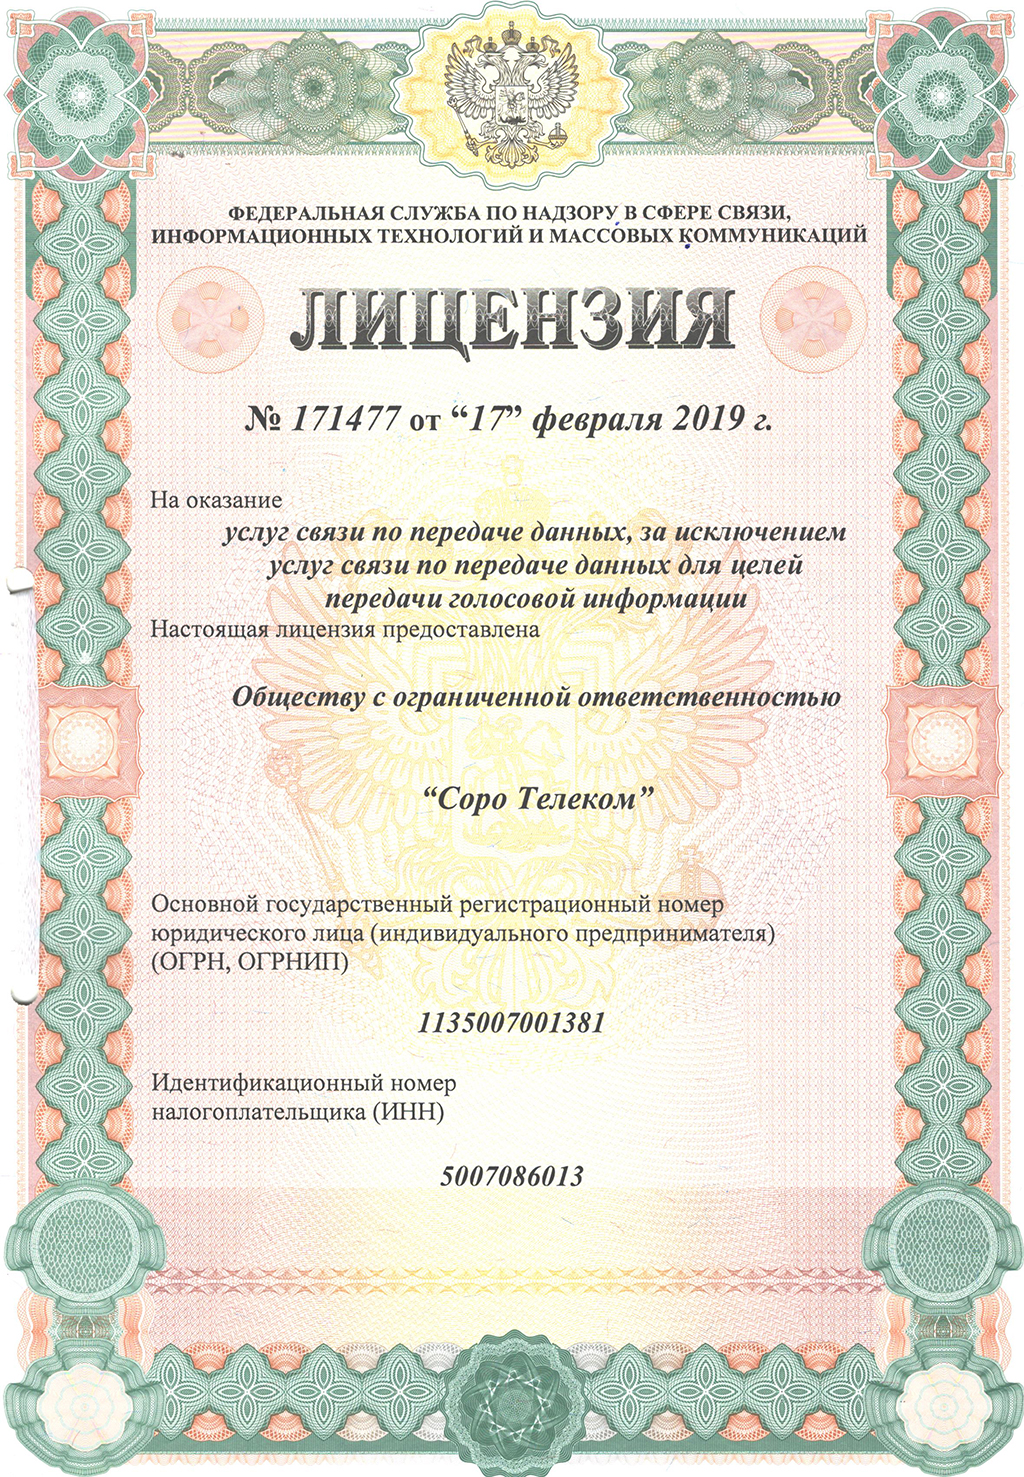 ФЕДЕРАЛЬНАЯ СЛУЖБА ПО НАДЗОРУ В СФЕРЕ СВЯЗИ,
ИНФОРМАЦИОННЫХ ТЕХНОЛОГИЙ И МАССОВЫХ КОММУНИКАЦИЙ
ЛИЦЕНЗИЯ
№ 171477 от “17” февраля 2019 г.
На оказание
услуг связи по передаче данных, за исключением
услуг связи по передаче данных для целей
передачи голосовой информации
Настоящая лицензия предоставлена
Обществу с ограниченной ответственностью
“Соро Телеком”
Основной государственный регистрационный номер
юридического лица (индивидуального предпринимателя)
(ОГРН, ОГРНИП)
1135007001381
Идентификационный номер
налогоплательщика (ИНН)
5007086013